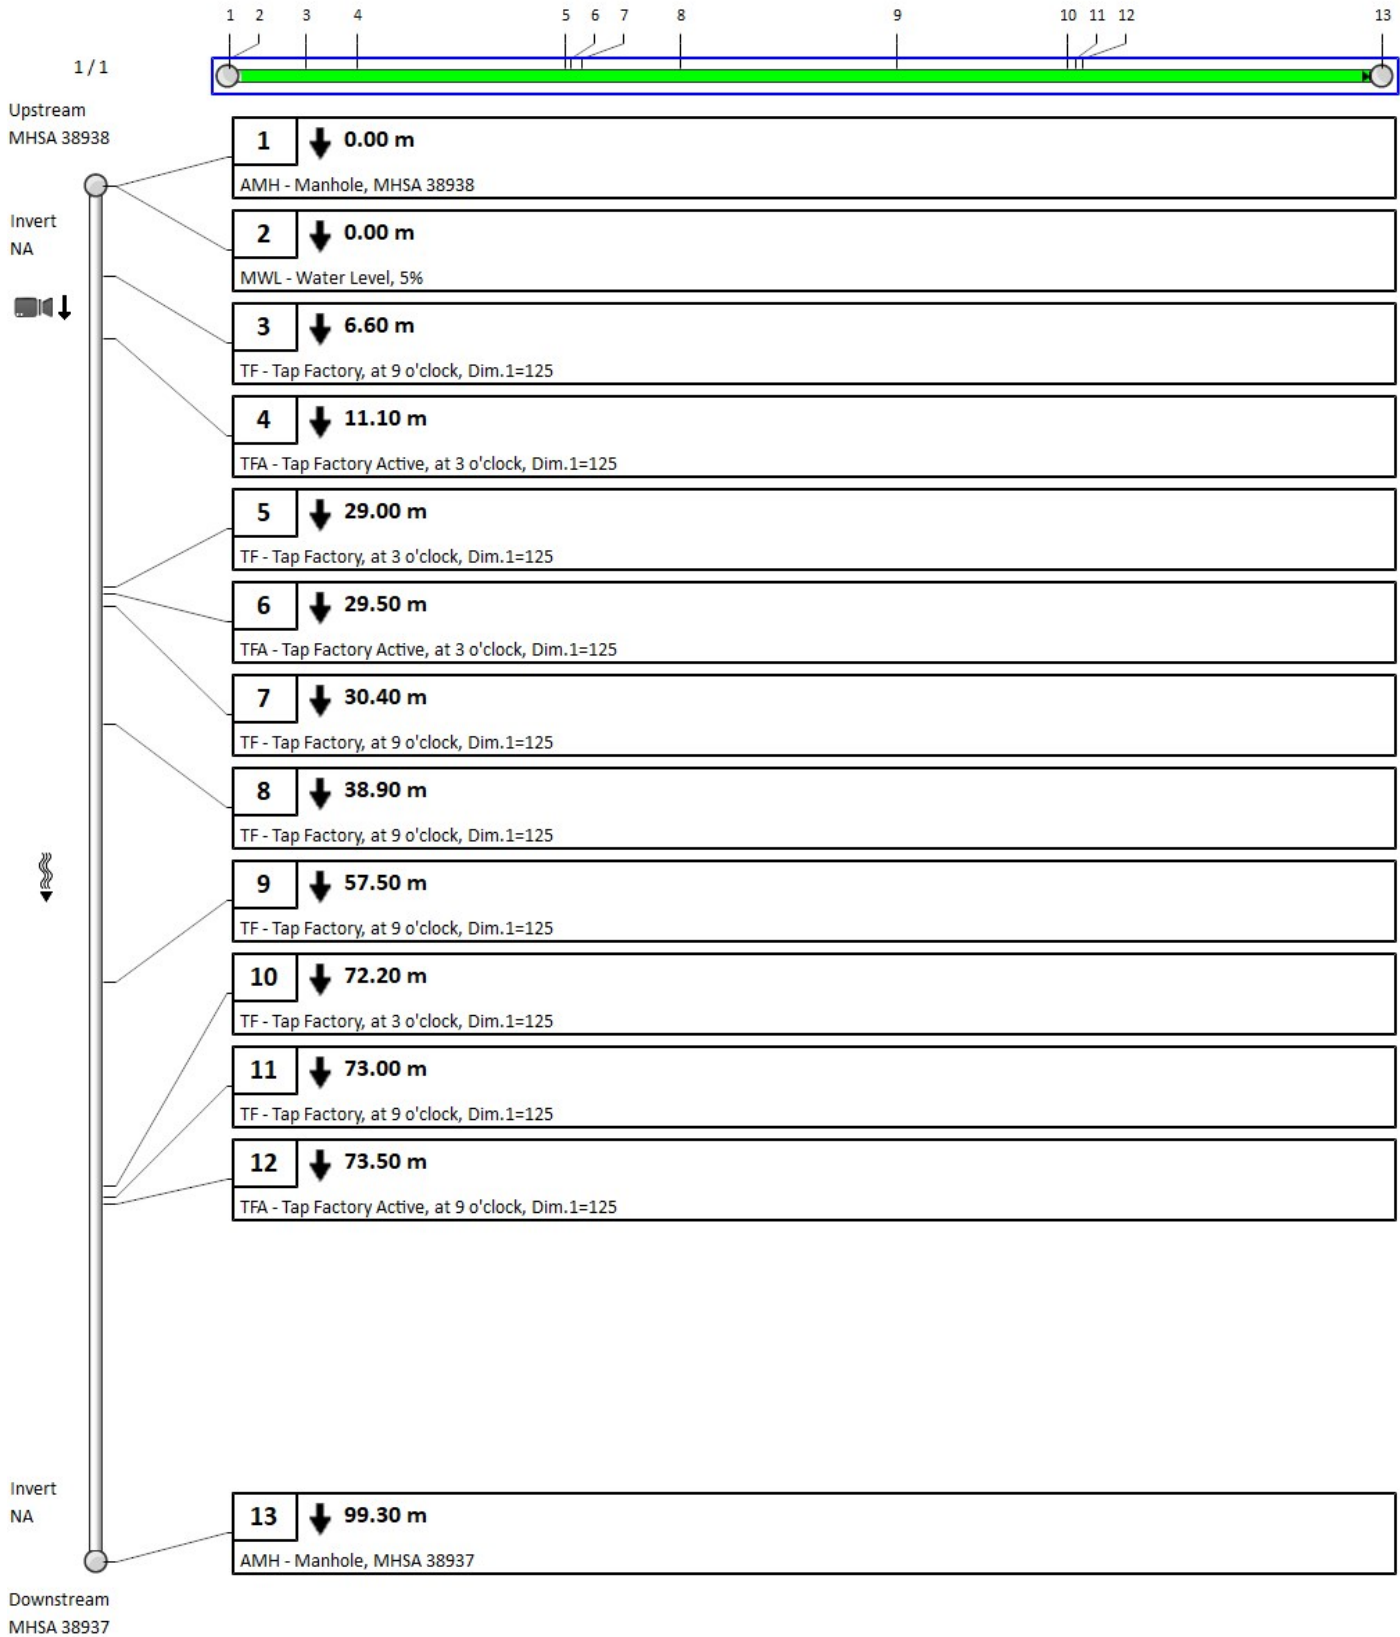 1 2 3 4 5 6 7 8 9 10 11 12 13
1 / 1
Upstream
MHSA 38938
1 0.00 m
AMH - Manhole, MHSA 38938
Invert
NA
2 0.00 m
MWL - Water Level, 5%
3 6.60 m
TF - Tap Factory, at 9 o'clock, Dim.1=125
4 11.10 m
TFA - Tap Factory Active, at 3 o'clock, Dim.1=125
5 29.00 m
TF - Tap Factory, at 3 o'clock, Dim.1=125
6 29.50 m
TFA - Tap Factory Active, at 3 o'clock, Dim.1=125
7 30.40 m
TF - Tap Factory, at 9 o'clock, Dim.1=125
8 38.90 m
TF - Tap Factory, at 9 o'clock, Dim.1=125
9 57.50 m
TF - Tap Factory, at 9 o'clock, Dim.1=125
10 72.20 m
TF - Tap Factory, at 3 o'clock, Dim.1=125
11 73.00 m
TF - Tap Factory, at 9 o'clock, Dim.1=125
12 73.50 m
TFA - Tap Factory Active, at 9 o'clock, Dim.1=125
Invert
NA
13 99.30 m
AMH - Manhole, MHSA 38937
Downstream
MHSA 38937